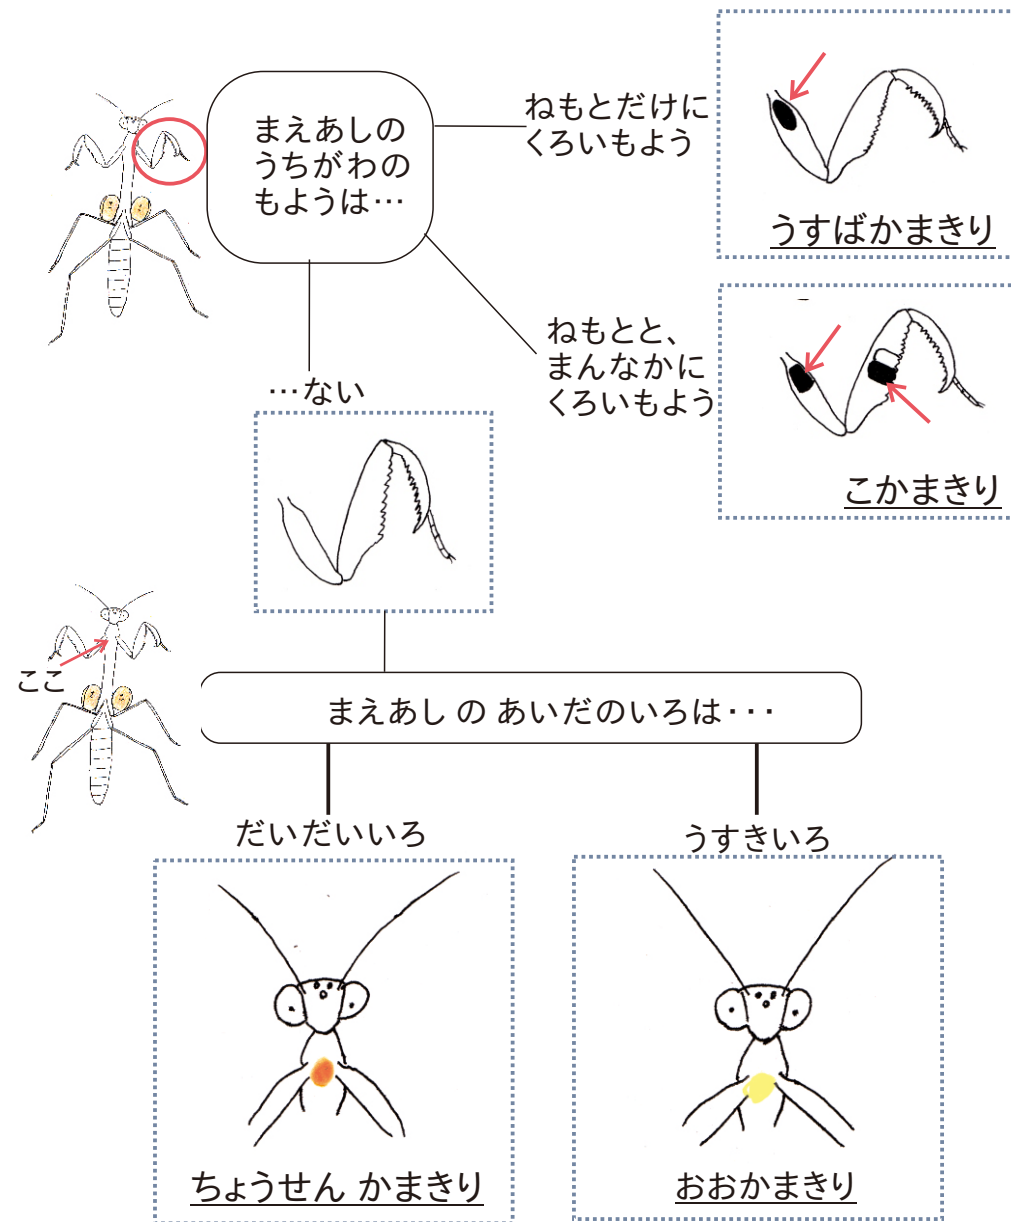 まえあしの
うちがわの
もようは…
ねもとだけに
くろいもよう
うすばかまきり
ねもとと、
まんなかに
くろいもよう
こかまきり
…ない
ここ
まえあし の あいだのいろは・・・
だいだいいろ
うすきいろ
ちょうせん かまきり
おおかまきり